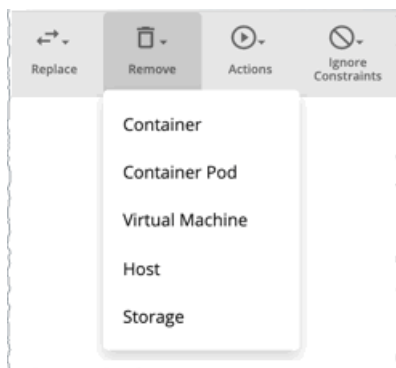 Replace
Remove
Actions
Ignore
Constraints
Container
Container Pod
Virtual Machine
Host
Storage